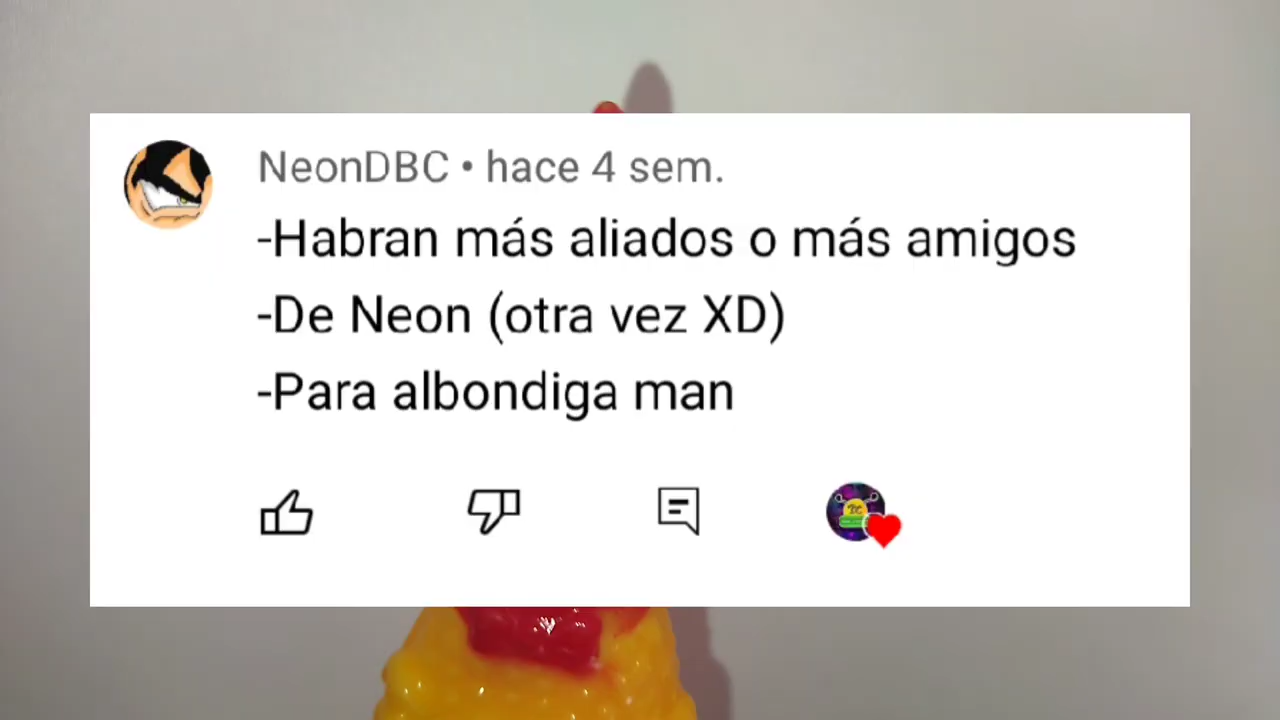 NeonDBC • hace 4 sem.
-Habran más aliados o más amigos
-De Neon (otra vez XD)
-Para albondiga man